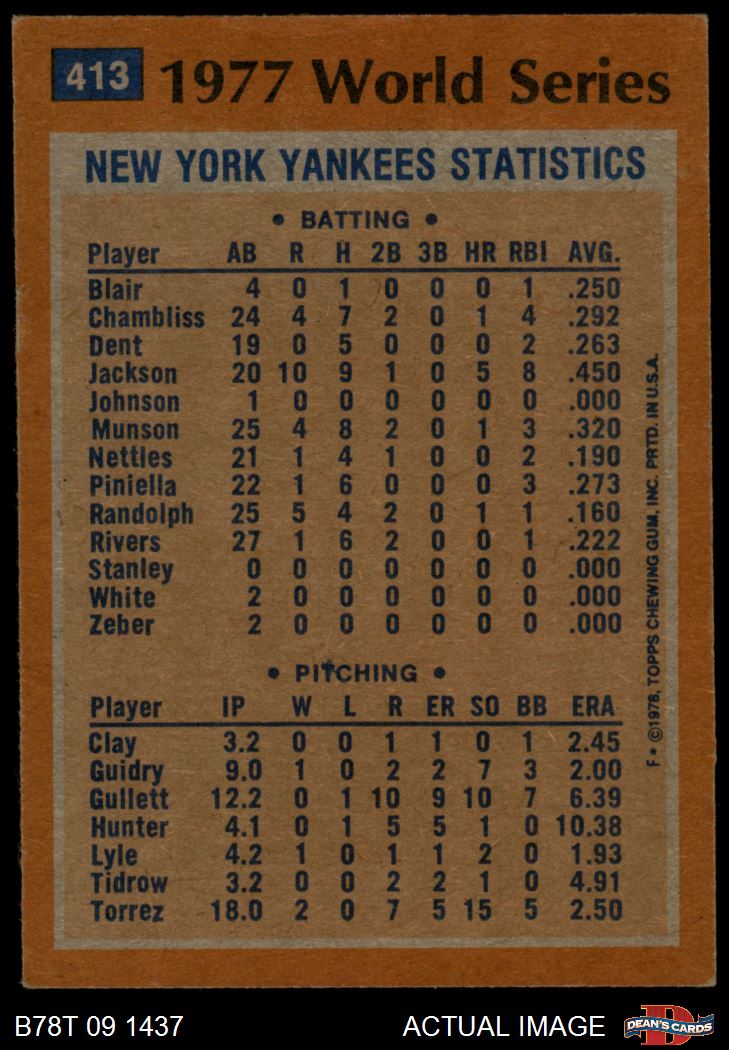 413 1977 World Series
NEW YORK YANKEES STATISTICS
• BATTING •
Player AB R H 2B 3B HR RBI AVG.
Blair 4 0 1 0 0 0 1 .250
Chambliss 24 4 7 2 0 1 4 .292
Dent 19 0 5 0 0 0 2 .263
Jackson 20 10 9 1 0 5 8 .450
Johnson 1 0 0 0 0 0 0 .000
Munson 25 4 8 2 0 1 3 .320
Nettles 21 1 4 1 0 0 2 .190
Piniella 22 1 6 0 0 0 3 .273
Randolph 25 5 4 2 0 1 1 .160
Rivers 27 1 6 2 0 0 1 .222
Stanley 0 0 0 0 0 0 0 .000
White 2 0 0 0 0 0 0 .000
Zeber 2 0 0 0 0 0 0 .000
• PITCHING •
Player IP W L R ER SO BB ERA
Clay 3.2 0 0 1 1 0 1 2.45
Guidry 9.0 1 0 2 2 7 3 2.00
Gullett 12.2 0 1 10 9 10 7 6.39
Hunter 4.1 0 1 5 5 1 0 10.38
Lyle 4.2 1 0 1 1 2 0 1.93
Tidrow 3.2 0 0 2 2 1 0 4.91
Torrez 18.0 2 0 7 5 15 5 2.50
F* ©1978, TOPPS CHEWING GUM, INC. PRTD. IN U.S.A.
B78T 09 1437 ACTUAL IMAGE
D
DEAN'S CARDS